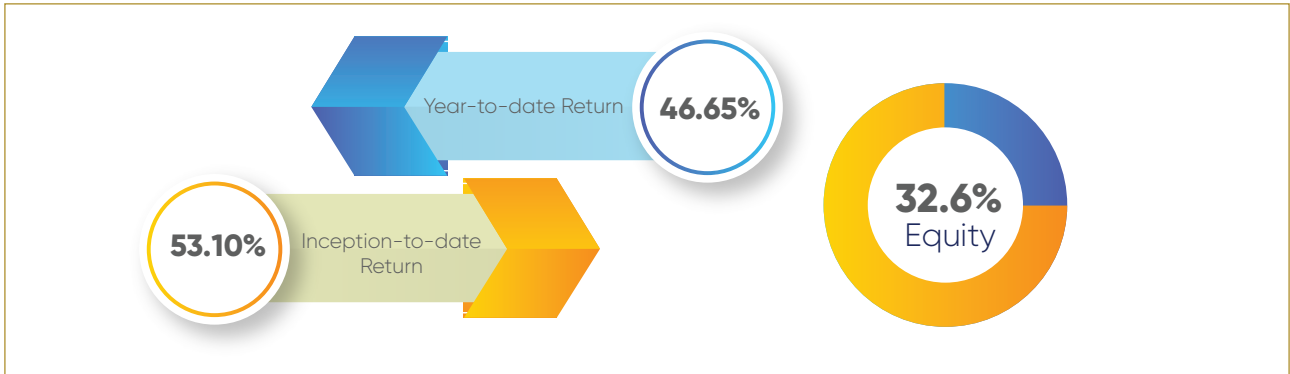 Year-to-date Return
46.65%
53.10%
Inception-to-date
Return
32.6%
Equity